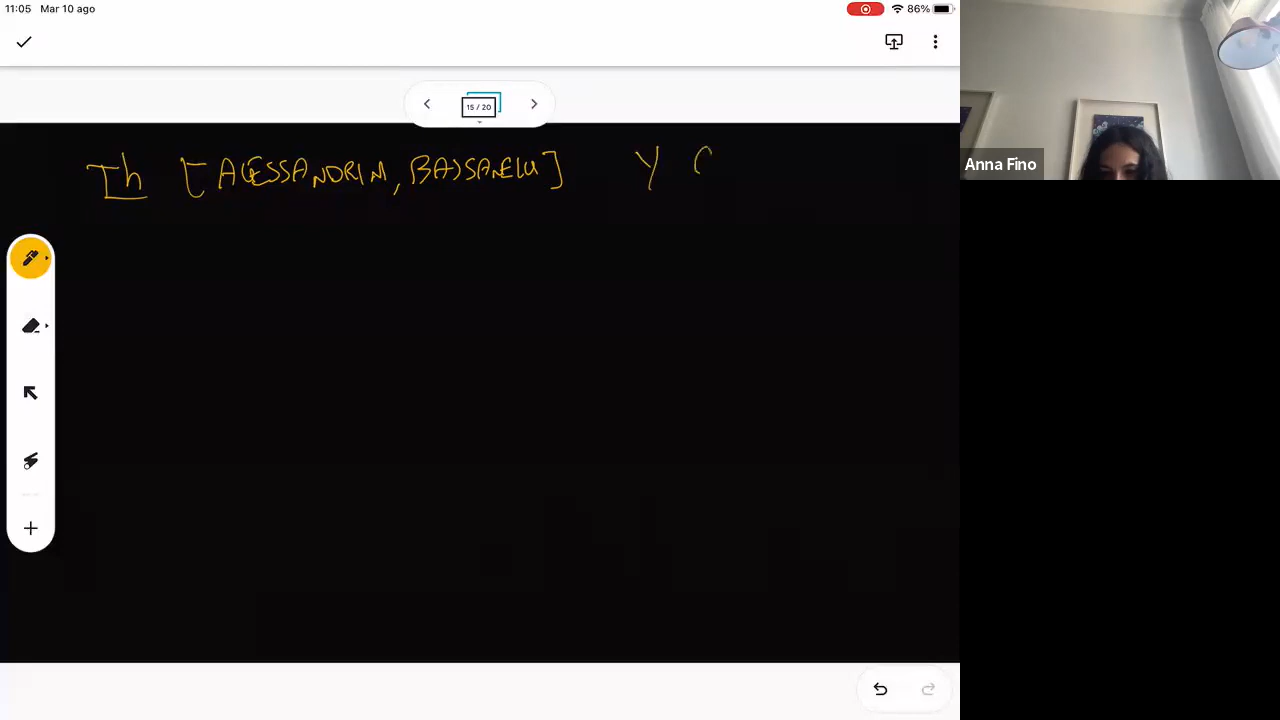 11:05 Mar 10 ago
86%
15 / 20
Th [ALESSANDRINI, BASSANELLI] Y C
Anna Fino